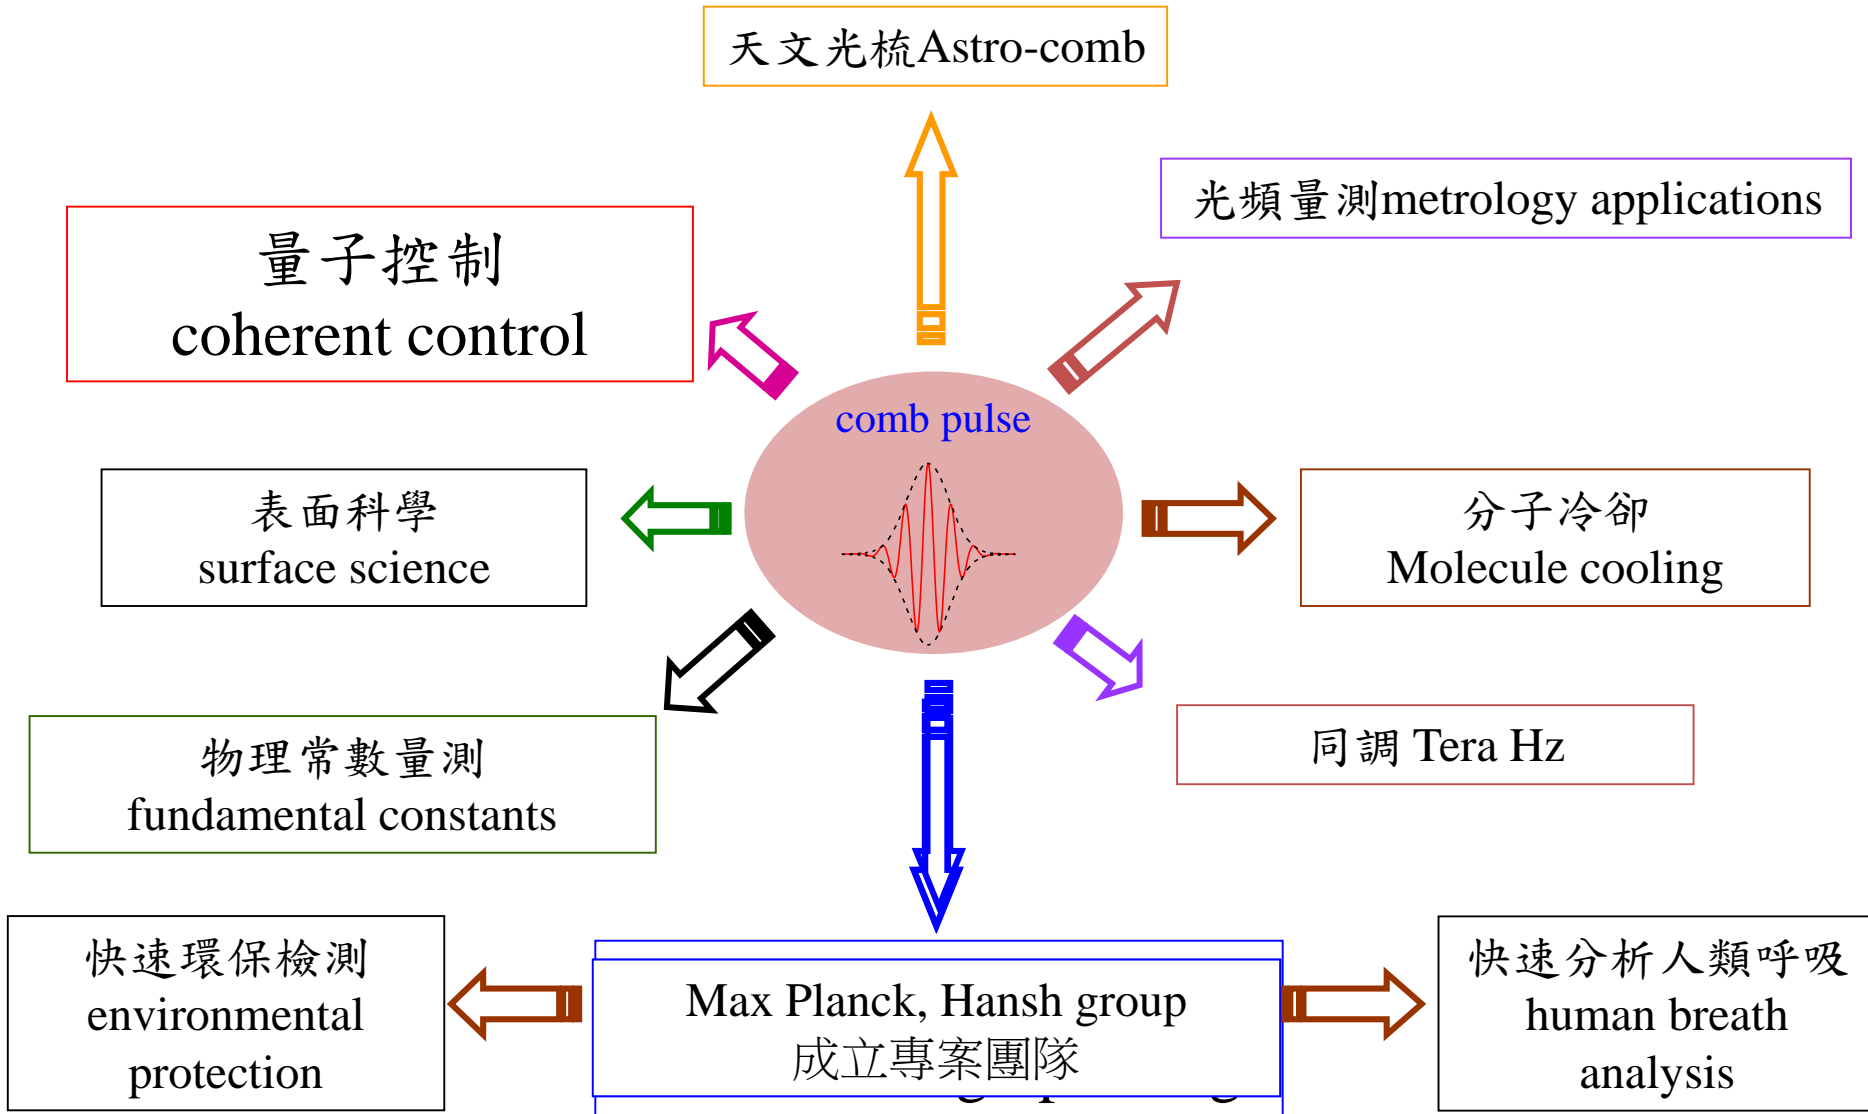 天文光梳Astro-comb
光頻量測metrology applications
量子控制
coherent control
comb pulse
表面科學
surface science
分子冷卻
Molecule cooling
物理常數量測
fundamental constants
同調 Tera Hz
快速環保檢測
environmental
protection
Max Planck, Hansh group
成立專案團隊
快速分析人類呼吸
human breath
analysis